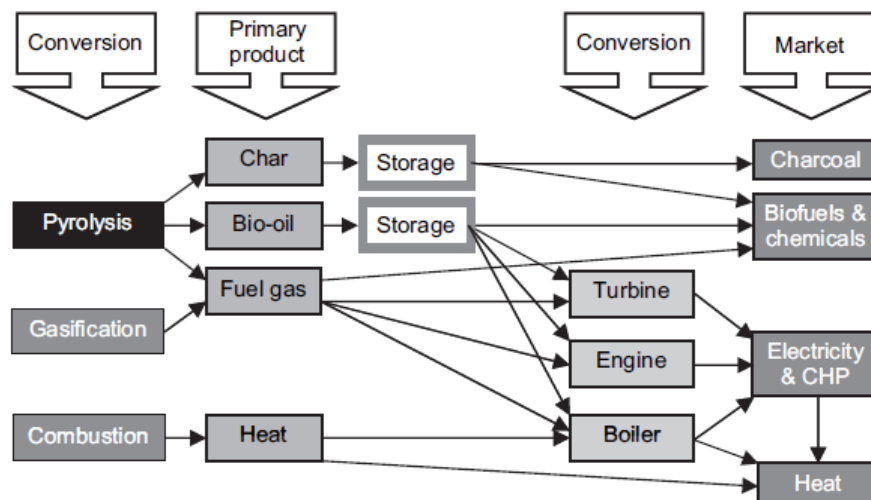 Conversion
Primary
product
Conversion
Market
Char
Storage
Charcoal
Pyrolysis
Bio-oil
Storage
Biofuels &
chemicals
Fuel gas
Turbine
Gasification
Engine
Electricity
& CHP
Combustion
Heat
Boiler
Heat